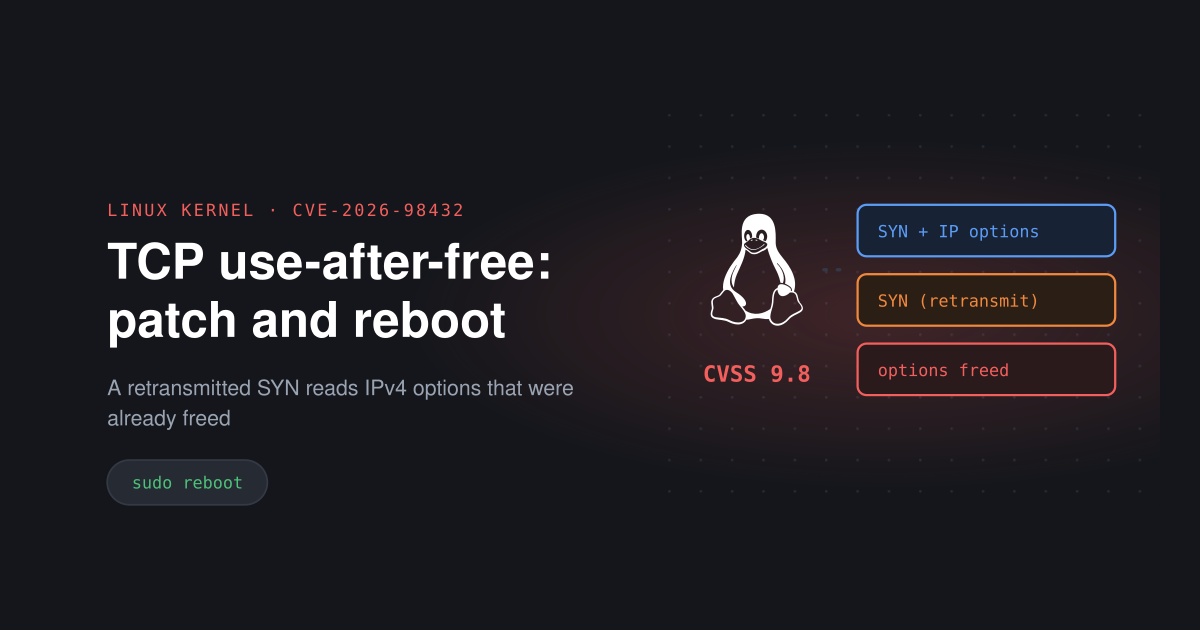 LINUX KERNEL · CVE-2026-98432
TCP use-after-free:
patch and reboot
A retransmitted SYN reads IPv4 options that were
already freed
sudo reboot
CVSS 9.8
SYN + IP options
SYN (retransmit)
options freed